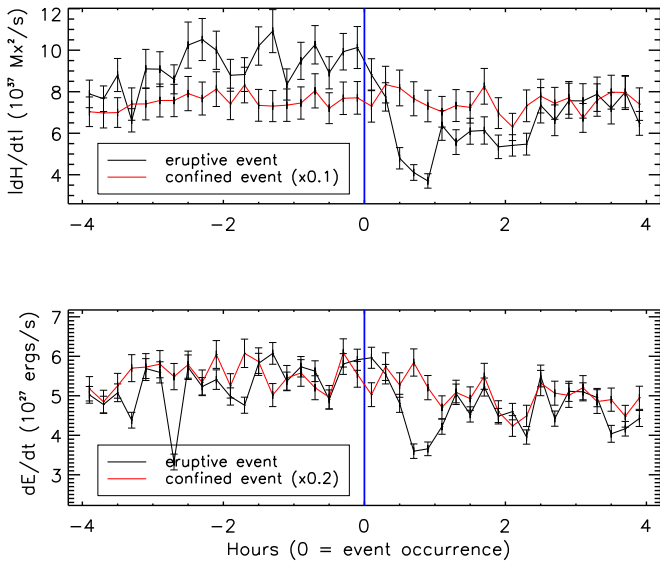 12
10
8
6
4
|dH/dt| (10³⁷ Mx²/s)
eruptive event
confined event (x0.1)
−4 −2 0 2 4
7
6
5
4
3
dE/dt (10²⁷ ergs/s)
eruptive event
confined event (x0.2)
−4 −2 0 2 4
Hours (0 = event occurrence)